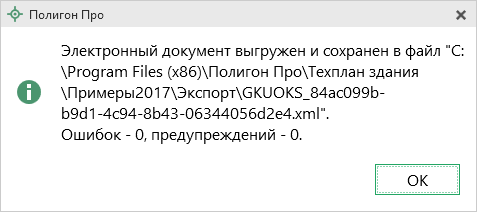 Полигон Про
Электронный документ выгружен и сохранен в файл "C:
\Program Files (x86)\Полигон Про\Техплан здания
\Примеры2017\Экспорт\GKUOKS_84ac099b-
b9d1-4c94-8b43-06344056d2e4.xml".
Ошибок - 0, предупреждений - 0.
OK